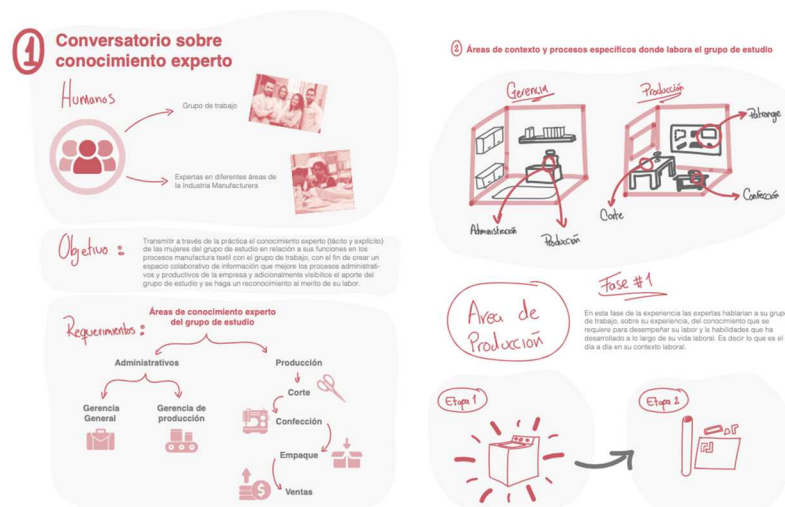 1
Conversatorio sobre
conocimiento experto
Humanos
Grupo de trabajo
Expertas en diferentes áreas de
la Industria Manufacturera
Objetivo :
Transmitir a través de la práctica el conocimiento experto (tácito y explícito)
de las mujeres del grupo de estudio en relación a sus funciones en los
procesos manufactura textil con el grupo de trabajo, con el fin de crear un
espacio colaborativo de información que mejore los procesos administrati-
vos y productivos de la empresa y adicionalmente visibilice el aporte del
grupo de estudio y se haga un reconocimiento al merito de su labor.
Requerimientos :
Áreas de conocimiento experto
del grupo de estudio
Administrativos
Producción
Gerencia
General
Gerencia de
producción
Corte
Confección
Empaque
Ventas
2 Áreas de contexto y procesos específicos donde labora el grupo de estudio
Gerencia
Producción
Patronaje
Confección
Corte
Administración
Producción
Area de
Producción
Fase #1
En esta fase de la experiencia las expertas hablarian a su grupo
de trabajo, sobre su experiencia, del conocimiento que se
requiere para desempeñar su labor y la habilidades que ha
desarrollado a lo largo de su vida laboral. Es decir lo que es el
día a día en su contexto laboral.
Etapa 1
Etapa 2